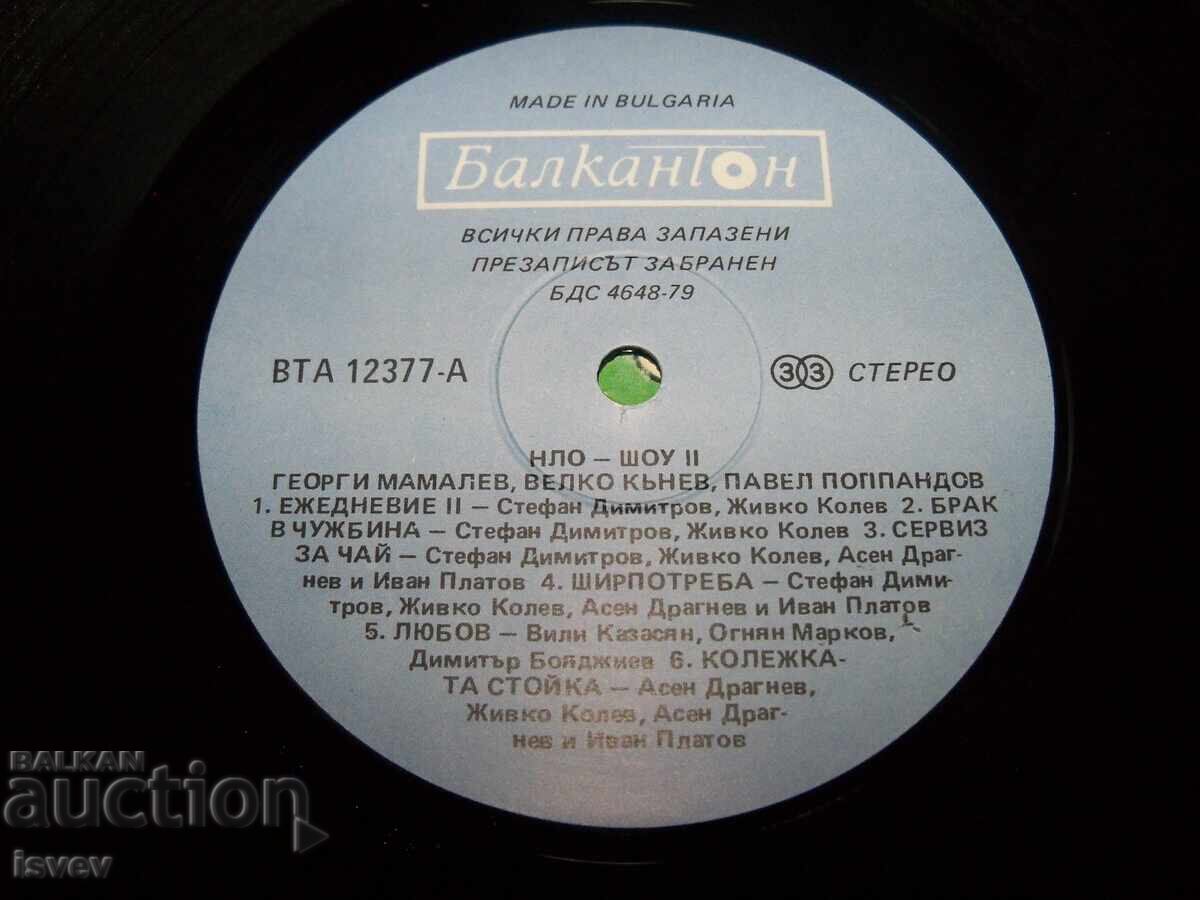 MADE IN BULGARIA
Балкантон
ВСИЧКИ ПРАВА ЗАПАЗЕНИ
ПРЕЗАПИСЪТ ЗАБРАНЕН
БДС 4648-79
ВТА 12377-А
33 СТЕРЕО
НЛО – ШОУ II
ГЕОРГИ МАМАЛЕВ, ВЕЛКО КЪНЕВ, ПАВЕЛ ПОППАНДОВ
1. ЕЖЕДНЕВИЕ II – Стефан Димитров, Живко Колев 2. БРАК
В ЧУЖБИНА – Стефан Димитров, Живко Колев 3. СЕРВИЗ
ЗА ЧАЙ – Стефан Димитров, Живко Колев, Асен Драг-
нев и Иван Платов 4. ШИРПОТРЕБА – Стефан Дими-
тров, Живко Колев, Асен Драгнев и Иван Платов
5. ЛЮБОВ – Вили Казасян, Огнян Марков,
Димитър Бояджиев 6. КОЛЕЖКА-
ТА СТОЙКА – Асен Драгнев,
Живко Колев, Асен Драг-
нев и Иван Платов
BALKAN
auction
isvev